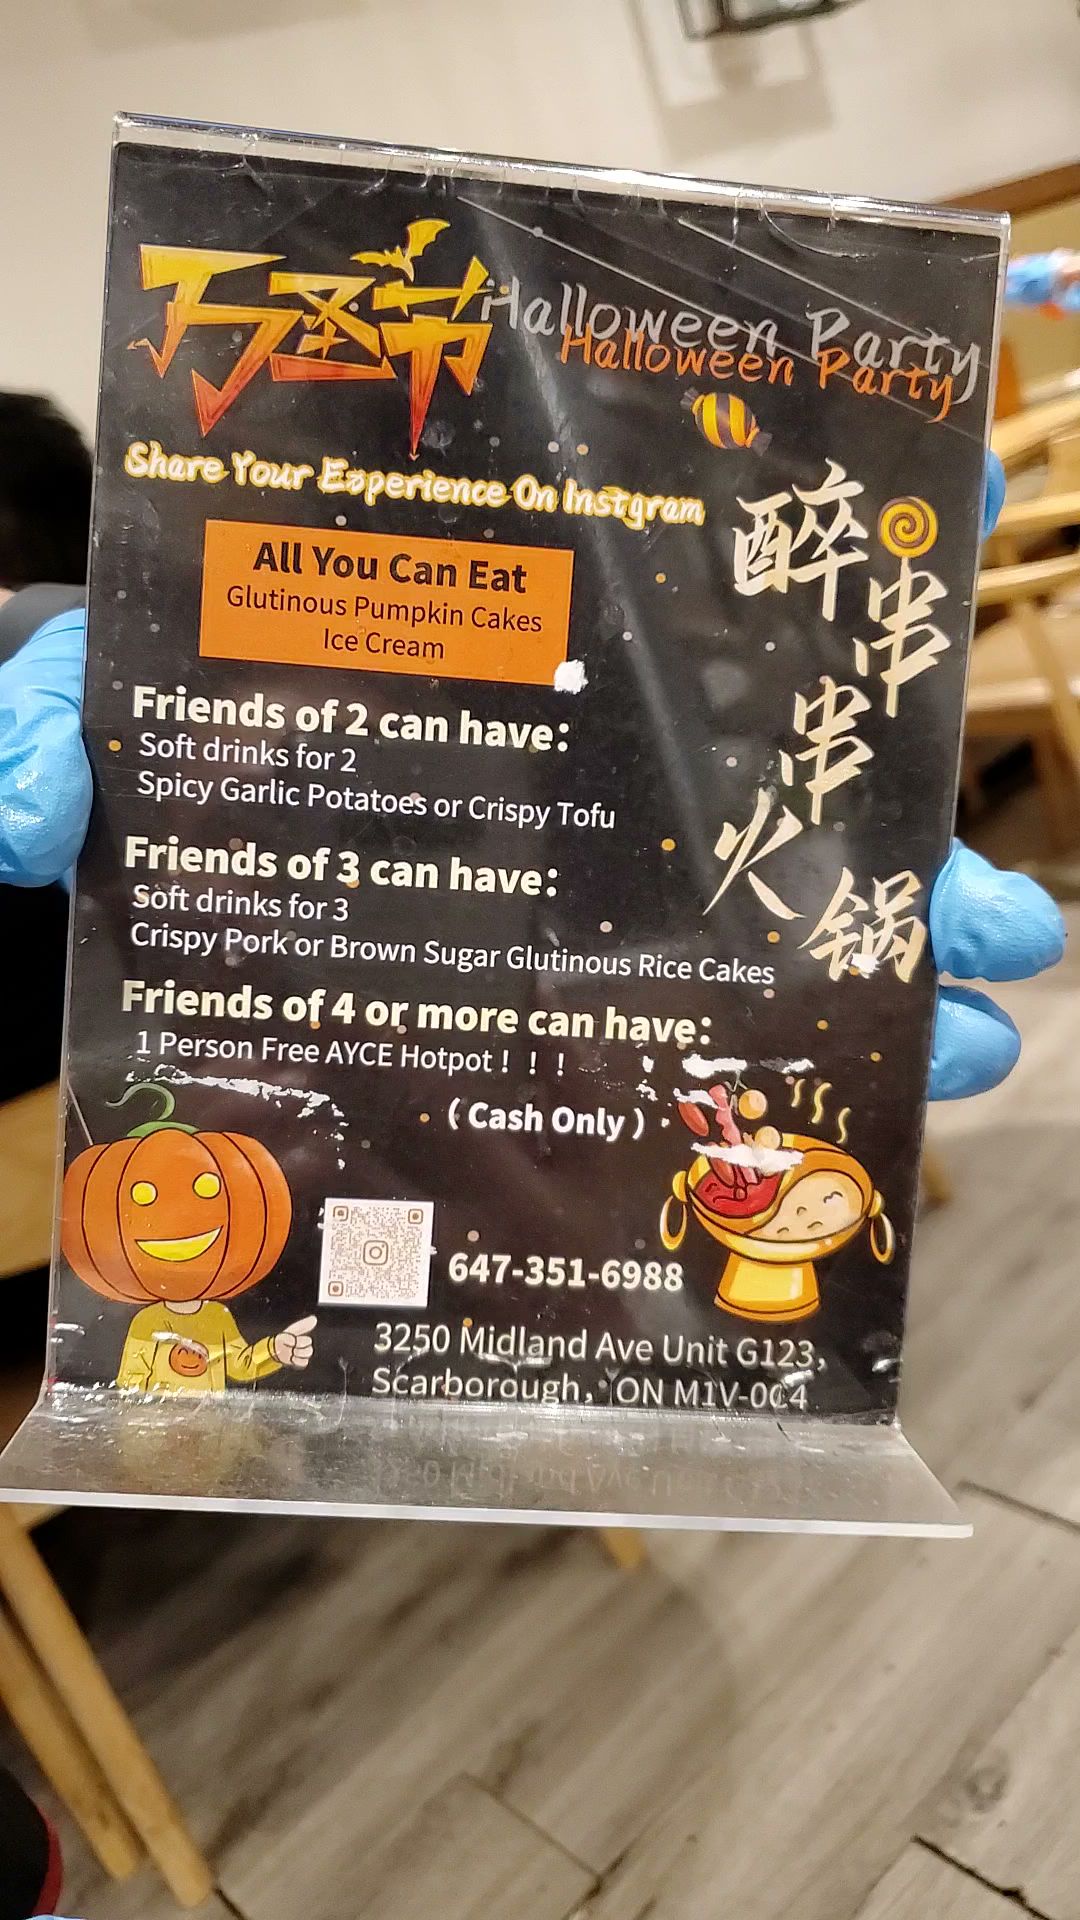 万圣节
Halloween Party
Halloween Party
Share Your Experience On Instgram
醉串串火锅
All You Can Eat
Glutinous Pumpkin Cakes
Ice Cream
Friends of 2 can have:
Soft drinks for 2
Spicy Garlic Potatoes or Crispy Tofu
Friends of 3 can have:
Soft drinks for 3
Crispy Pork or Brown Sugar Glutinous Rice Cakes
Friends of 4 or more can have:
1 Person Free AYCE Hotpot！！！
( Cash Only )
647-351-6988
3250 Midland Ave Unit G123,
Scarborough, ON M1V-0C4